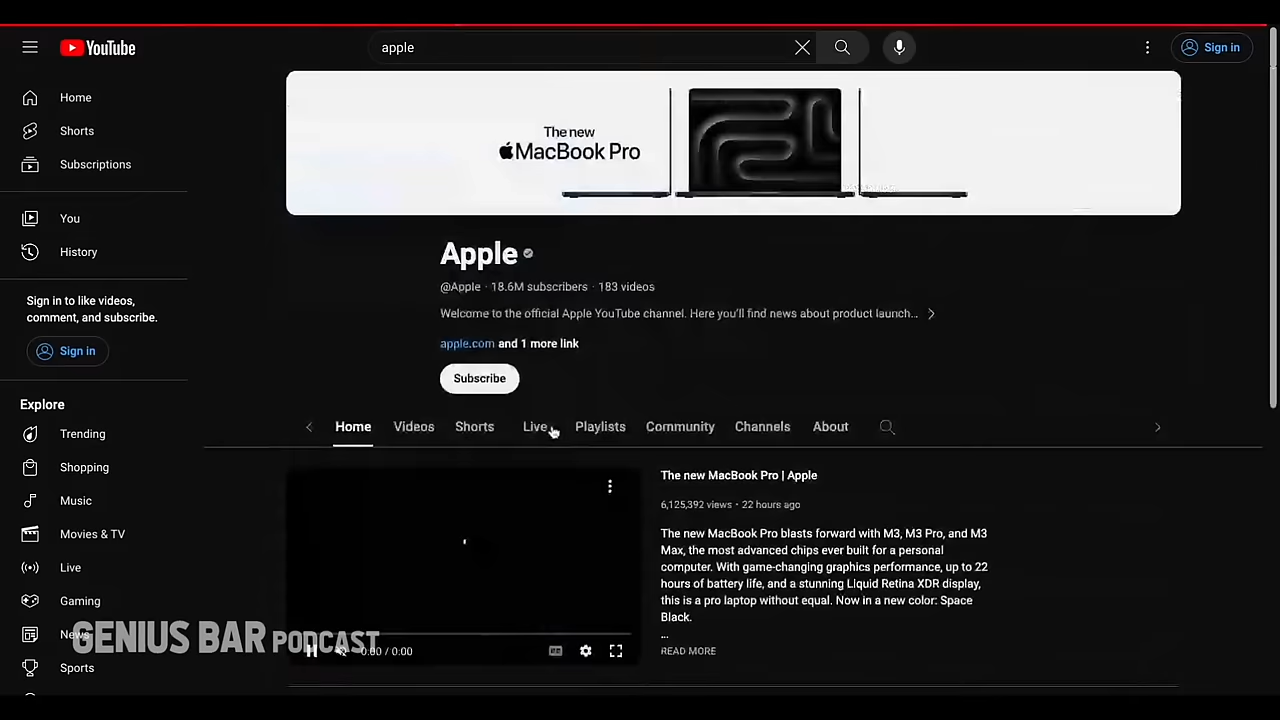 YouTube
apple
Sign in
Home
Shorts
Subscriptions
You
History
Sign in to like videos,
comment, and subscribe.
Sign in
Explore
Trending
Shopping
Music
Movies & TV
Live
Gaming
News
Sports
The new
MacBook Pro
Apple
@Apple · 18.6M subscribers · 183 videos
Welcome to the official Apple YouTube channel. Here you'll find news about product launch...
apple.com and 1 more link
Subscribe
Home Videos Shorts Live Playlists Community Channels About
0:00 / 0:00
The new MacBook Pro | Apple
6,125,392 views · 22 hours ago
The new MacBook Pro blasts forward with M3, M3 Pro, and M3
Max, the most advanced chips ever built for a personal
computer. With game-changing graphics performance, up to 22
hours of battery life, and a stunning Liquid Retina XDR display,
this is a pro laptop without equal. Now in a new color: Space
Black.
...
READ MORE
GENIUS BAR PODCAST